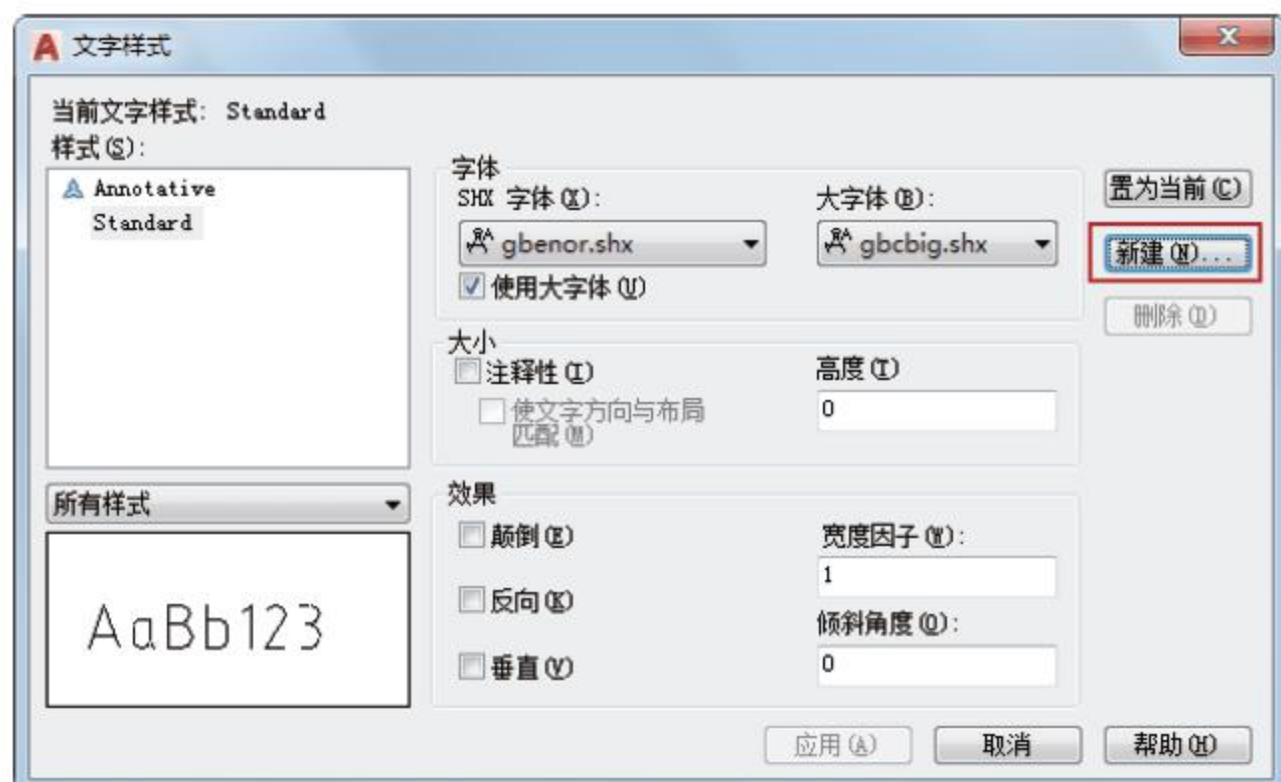 文字样式
当前文字样式: Standard
样式(S):
Annotative
Standard
所有样式
AaBb123
字体
SHX 字体(X):
大字体(B):
gbenor.shx
gbcbig.shx
使用大字体(U)
大小
注释性(I)
使文字方向与布局
匹配(M)
高度(T)
0
效果
颠倒(E)
反向(K)
垂直(V)
宽度因子(W):
1
倾斜角度(O):
0
置为当前(C)
新建(N)...
删除(D)
应用(A)
取消
帮助(H)